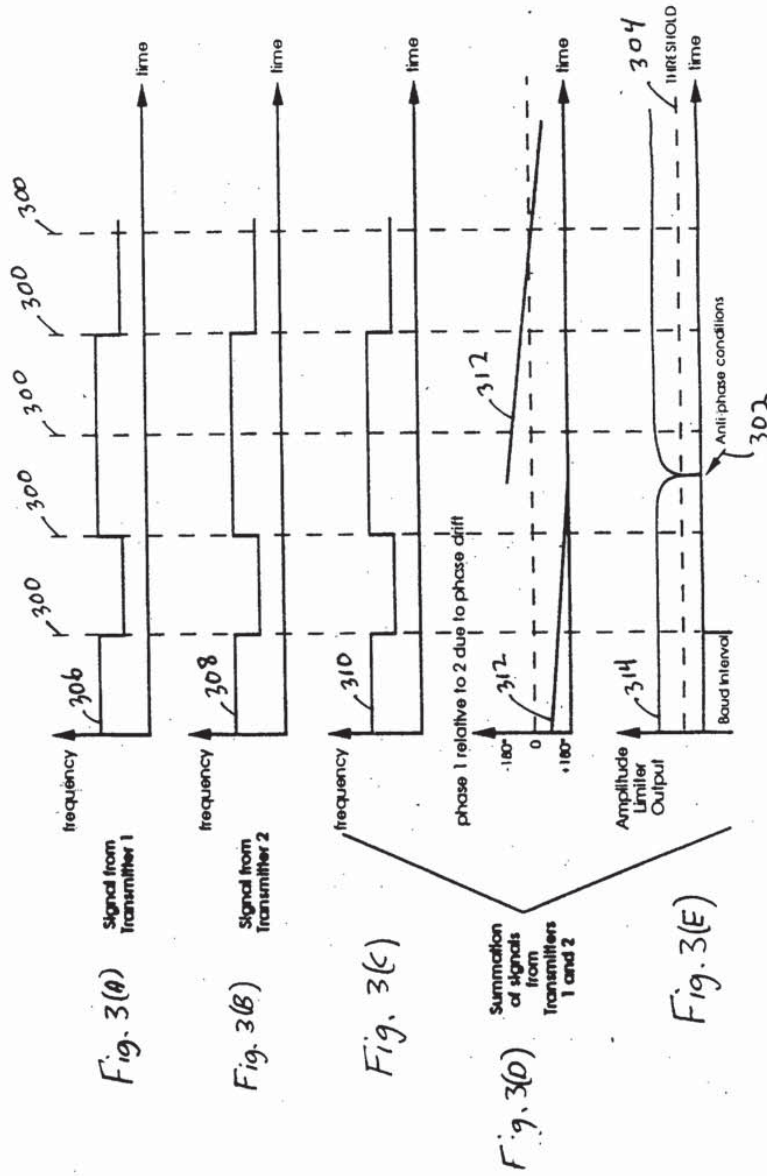 300
300
300
300
300
frequency
306
time
Signal from
Transmitter 1
Fig. 3(A)
frequency
308
time
Signal from
Transmitter 2
Fig. 3(B)
frequency
310
time
Fig. 3(C)
phase 1 relative to 2 due to phase drift
-180°
0
+180°
312
312
time
Summation
of signals
from
Transmitters
1 and 2
Fig. 3(D)
Amplitude
Limiter
Output
314
304
THRESHOLD
time
Baud Interval
Anti-phase conditions
302
Fig. 3(E)